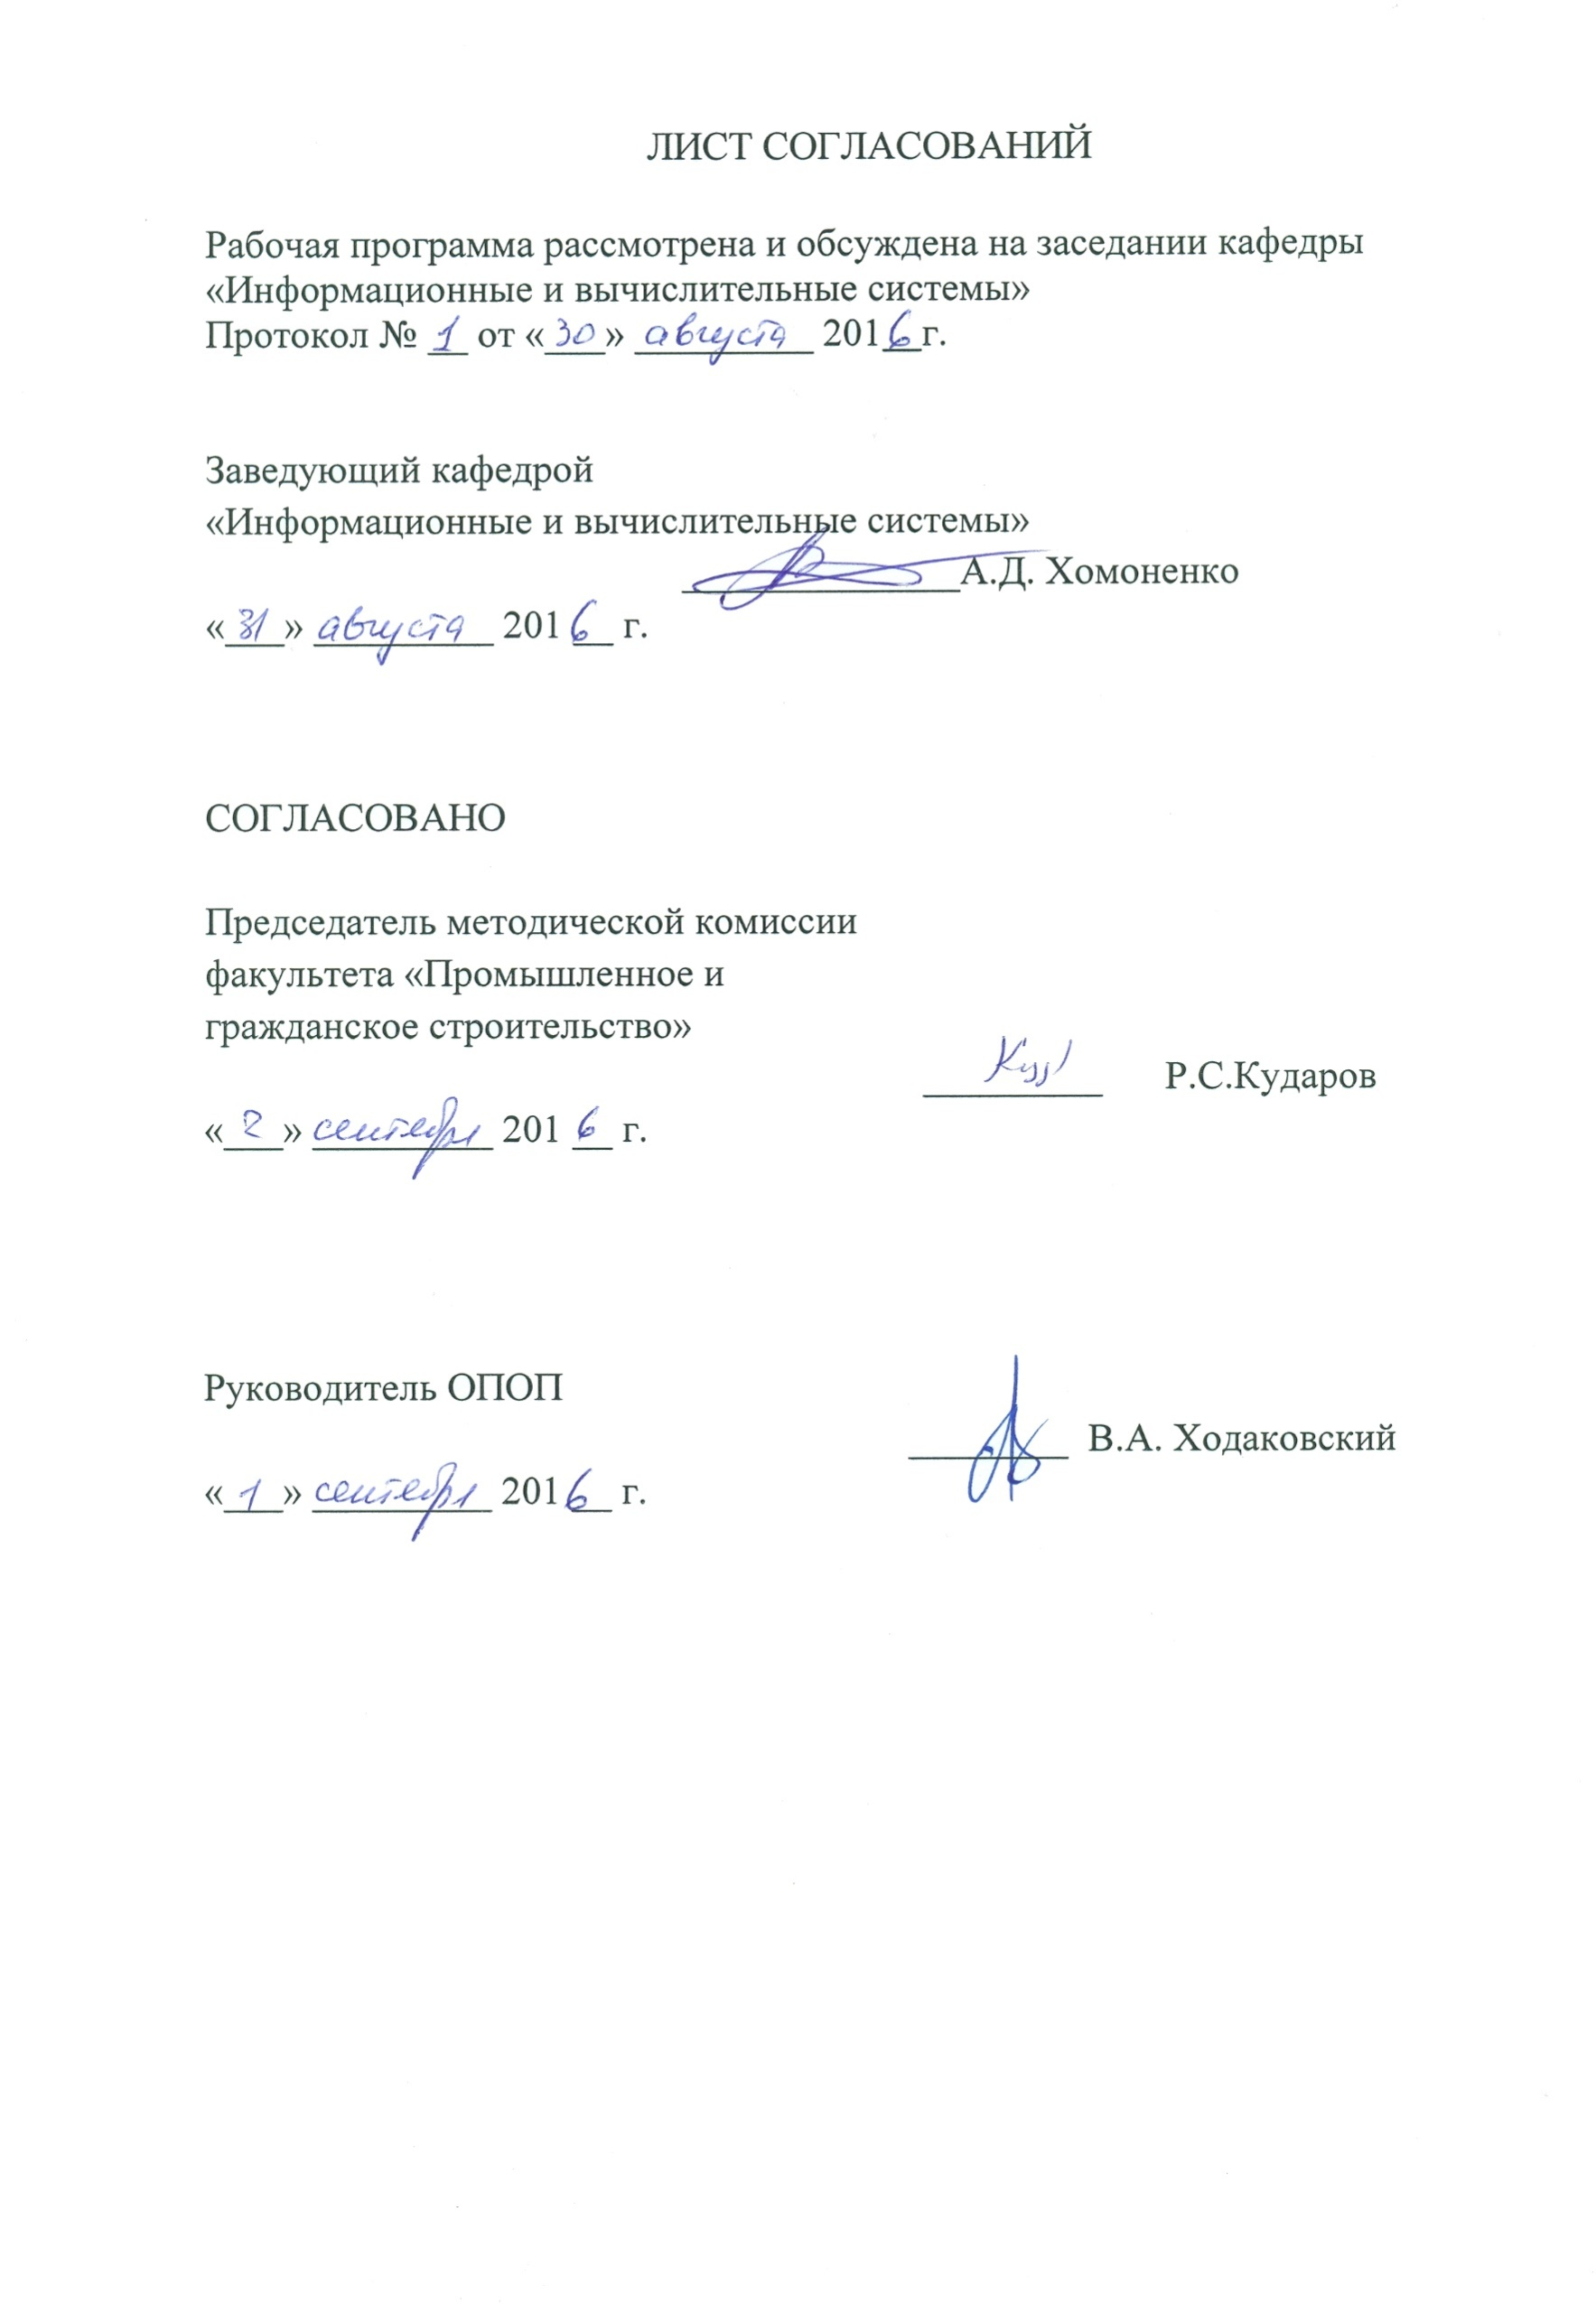 ЛИСТ СОГЛАСОВАНИЙ
Рабочая программа рассмотрена и обсуждена на заседании кафедры
«Информационные и вычислительные системы»
Протокол № 1 от «30» августа 2016 г.
Заведующий кафедрой
«Информационные и вычислительные системы»
А.Д. Хомоненко
«31» августа 2016 г.
СОГЛАСОВАНО
Председатель методической комиссии
факультета «Промышленное и
гражданское строительство»
Р.С.Кударов
«2» сентября 2016 г.
Руководитель ОПОП
В.А. Ходаковский
«1» сентября 2016 г.